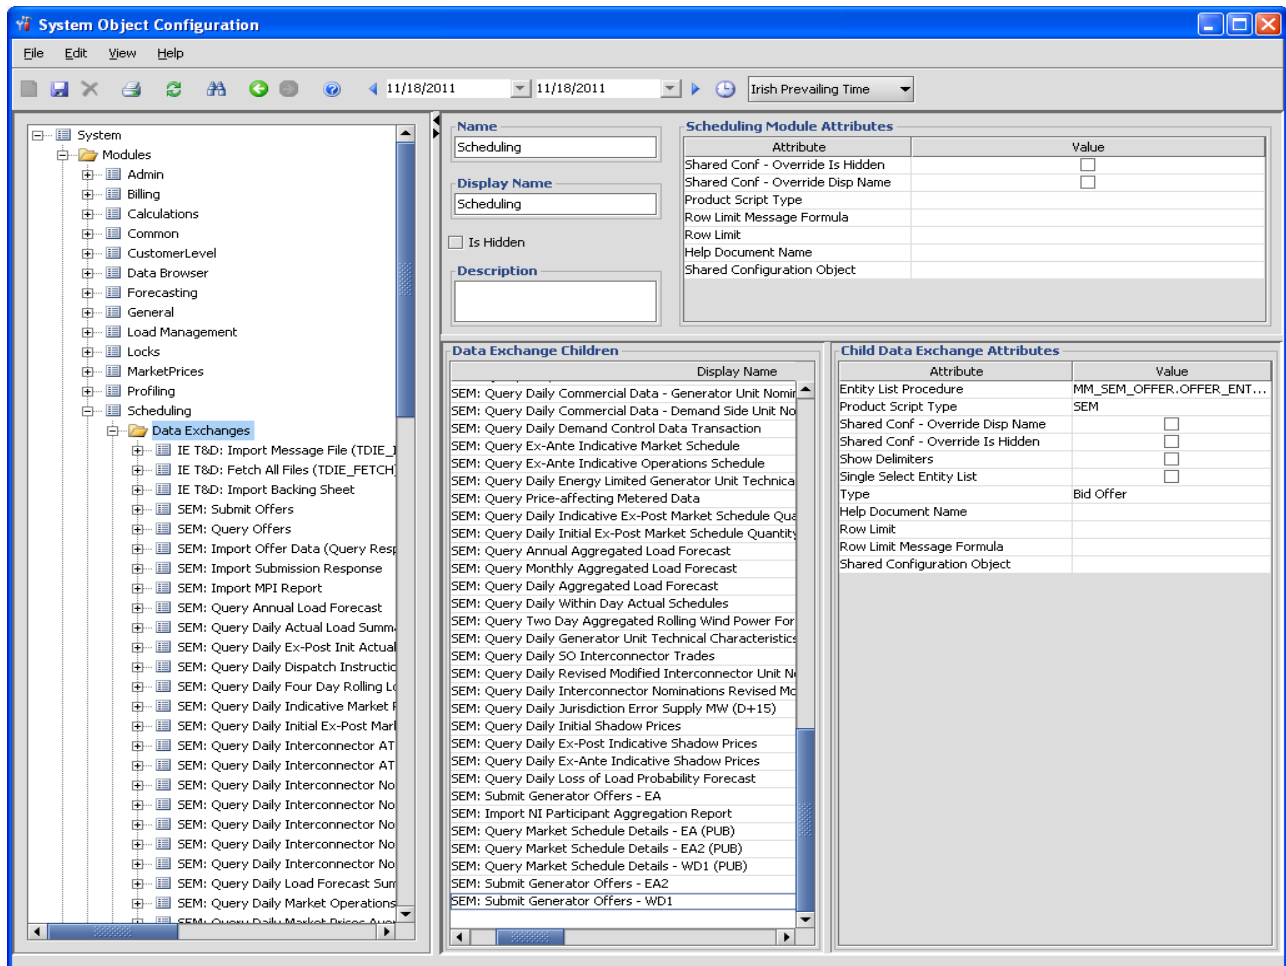 System Object Configuration
File Edit View Help
11/18/2011 11/18/2011 Irish Prevailing Time
System
Modules
Admin
Billing
Calculations
Common
CustomerLevel
Data Browser
Forecasting
General
Load Management
Locks
MarketPrices
Profiling
Scheduling
Data Exchanges
IE T&D: Import Message File (TDIE_I
IE T&D: Fetch All Files (TDIE_FETCH
IE T&D: Import Backing Sheet
SEM: Submit Offers
SEM: Query Offers
SEM: Import Offer Data (Query Resp
SEM: Import Submission Response
SEM: Import MPI Report
SEM: Query Annual Load Forecast
SEM: Query Daily Actual Load Summ
SEM: Query Daily Ex-Post Init Actual
SEM: Query Daily Dispatch Instructic
SEM: Query Daily Four Day Rolling Lo
SEM: Query Daily Indicative Market
SEM: Query Daily Initial Ex-Post Mar
SEM: Query Daily Interconnector AT
SEM: Query Daily Interconnector AT
SEM: Query Daily Interconnector No
SEM: Query Daily Interconnector No
SEM: Query Daily Interconnector No
SEM: Query Daily Interconnector No
SEM: Query Daily Interconnector No
SEM: Query Daily Load Forecast Sum
SEM: Query Daily Market Operations
SEM: Query Daily Market Prices
Name
Scheduling
Display Name
Scheduling
Is Hidden
Description
Scheduling Module Attributes
Attribute Value
Shared Conf - Override Is Hidden
Shared Conf - Override Disp Name
Product Script Type
Row Limit Message Formula
Row Limit
Help Document Name
Shared Configuration Object
Data Exchange Children
Display Name
SEM: Query Daily Commercial Data - Generator Unit Nomin
SEM: Query Daily Commercial Data - Demand Side Unit No
SEM: Query Daily Demand Control Data Transaction
SEM: Query Ex-Ante Indicative Market Schedule
SEM: Query Ex-Ante Indicative Operations Schedule
SEM: Query Daily Energy Limited Generator Unit Technica
SEM: Query Price-affecting Metered Data
SEM: Query Daily Indicative Ex-Post Market Schedule Qua
SEM: Query Daily Initial Ex-Post Market Schedule Quantity
SEM: Query Annual Aggregated Load Forecast
SEM: Query Monthly Aggregated Load Forecast
SEM: Query Daily Aggregated Load Forecast
SEM: Query Daily Within Day Actual Schedules
SEM: Query Two Day Aggregated Rolling Wind Power For
SEM: Query Daily Generator Unit Technical Characteristics
SEM: Query Daily SO Interconnector Trades
SEM: Query Daily Revised Modified Interconnector Unit N
SEM: Query Daily Interconnector Nominations Revised Mo
SEM: Query Daily Jurisdiction Error Supply MW (D+15)
SEM: Query Daily Initial Shadow Prices
SEM: Query Daily Ex-Post Indicative Shadow Prices
SEM: Query Daily Ex-Ante Indicative Shadow Prices
SEM: Query Daily Loss of Load Probability Forecast
SEM: Submit Generator Offers - EA
SEM: Import NI Participant Aggregation Report
SEM: Query Market Schedule Details - EA (PUB)
SEM: Query Market Schedule Details - EA2 (PUB)
SEM: Query Market Schedule Details - WD1 (PUB)
SEM: Submit Generator Offers - EA2
SEM: Submit Generator Offers - WD1
Child Data Exchange Attributes
Attribute Value
Entity List Procedure MM_SEM_OFFER.OFFER_ENT...
Product Script Type SEM
Shared Conf - Override Disp Name
Shared Conf - Override Is Hidden
Show Delimiters
Single Select Entity List
Type Bid Offer
Help Document Name
Row Limit
Row Limit Message Formula
Shared Configuration Object